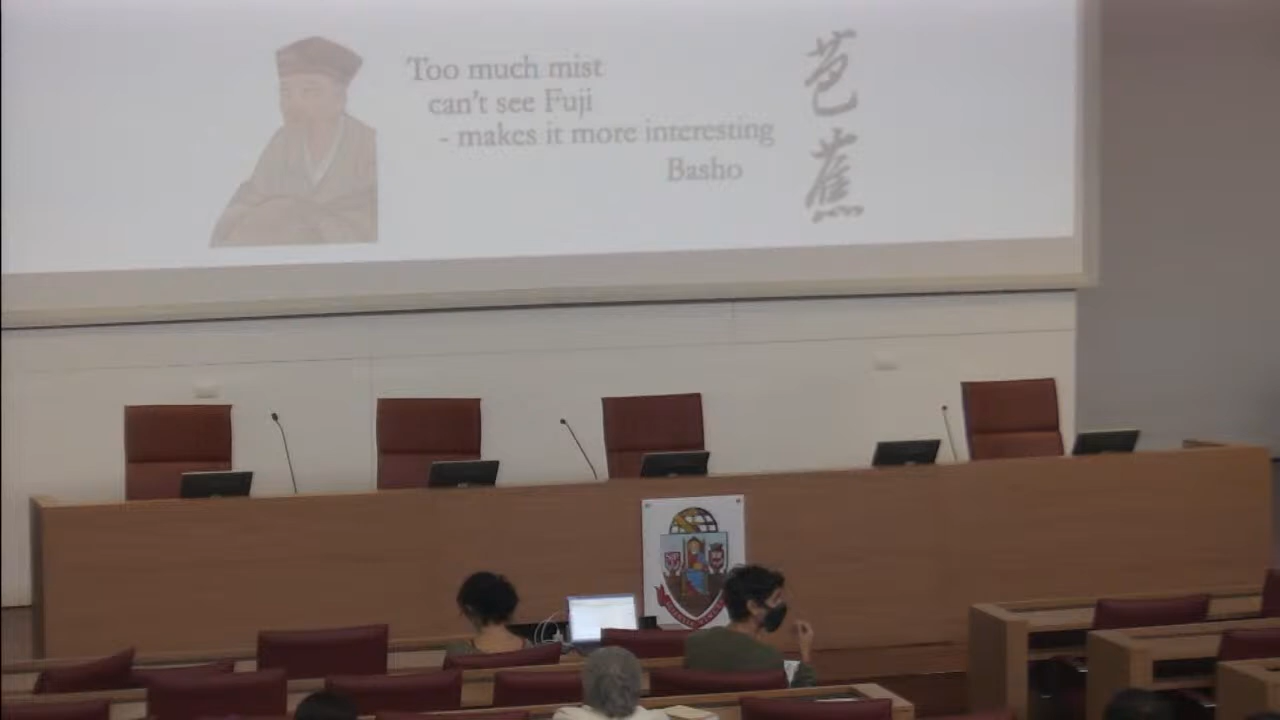 Too much mist
can't see Fuji
- makes it more interesting
Basho
芭蕉